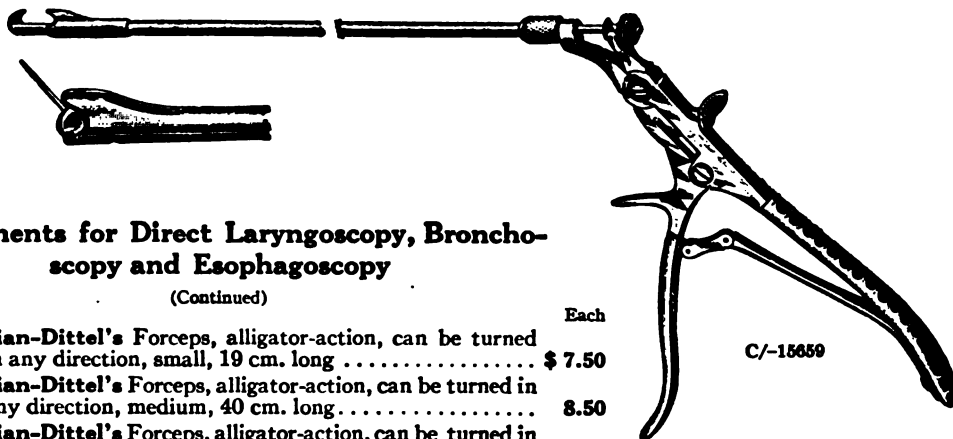 ments for Direct Laryngoscopy, Broncho-
scopy and Esophagoscopy
(Continued)
Each
ian-Dittel's Forceps, alligator-action, can be turned
any direction, small, 19 cm. long ................. $ 7.50
ian-Dittel's Forceps, alligator-action, can be turned in
ny direction, medium, 40 cm. long................. 8.50
ian-Dittel's Forceps, alligator-action, can be turned in
C/-15659